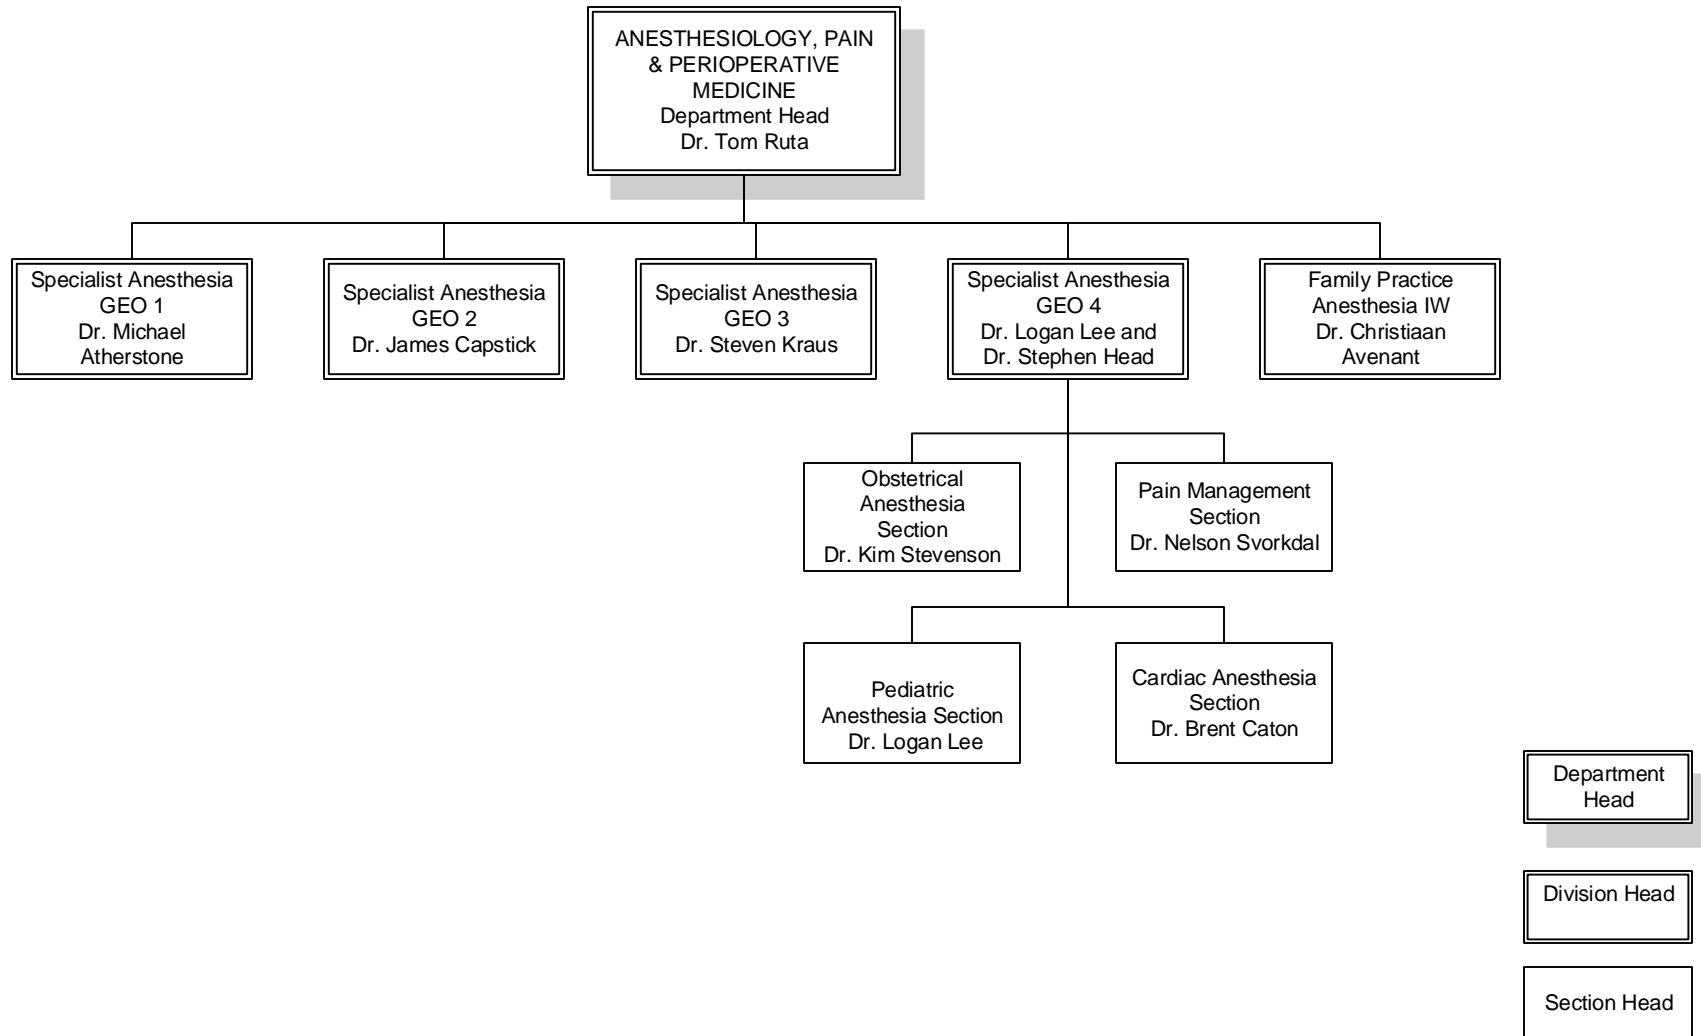 ANESTHESIOLOGY, PAIN
& PERIOPERATIVE
MEDICINE
Department Head
Dr. Tom Ruta
Specialist Anesthesia
GEO 1
Dr. Michael
Atherstone
Specialist Anesthesia
GEO 2
Dr. James Capstick
Specialist Anesthesia
GEO 3
Dr. Steven Kraus
Specialist Anesthesia
GEO 4
Dr. Logan Lee and
Dr. Stephen Head
Family Practice
Anesthesia IW
Dr. Christiaan
Avenant
Obstetrical
Anesthesia
Section
Dr. Kim Stevenson
Pain Management
Section
Dr. Nelson Svorkdal
Pediatric
Anesthesia Section
Dr. Logan Lee
Cardiac Anesthesia
Section
Dr. Brent Caton
Department
Head
Division Head
Section Head